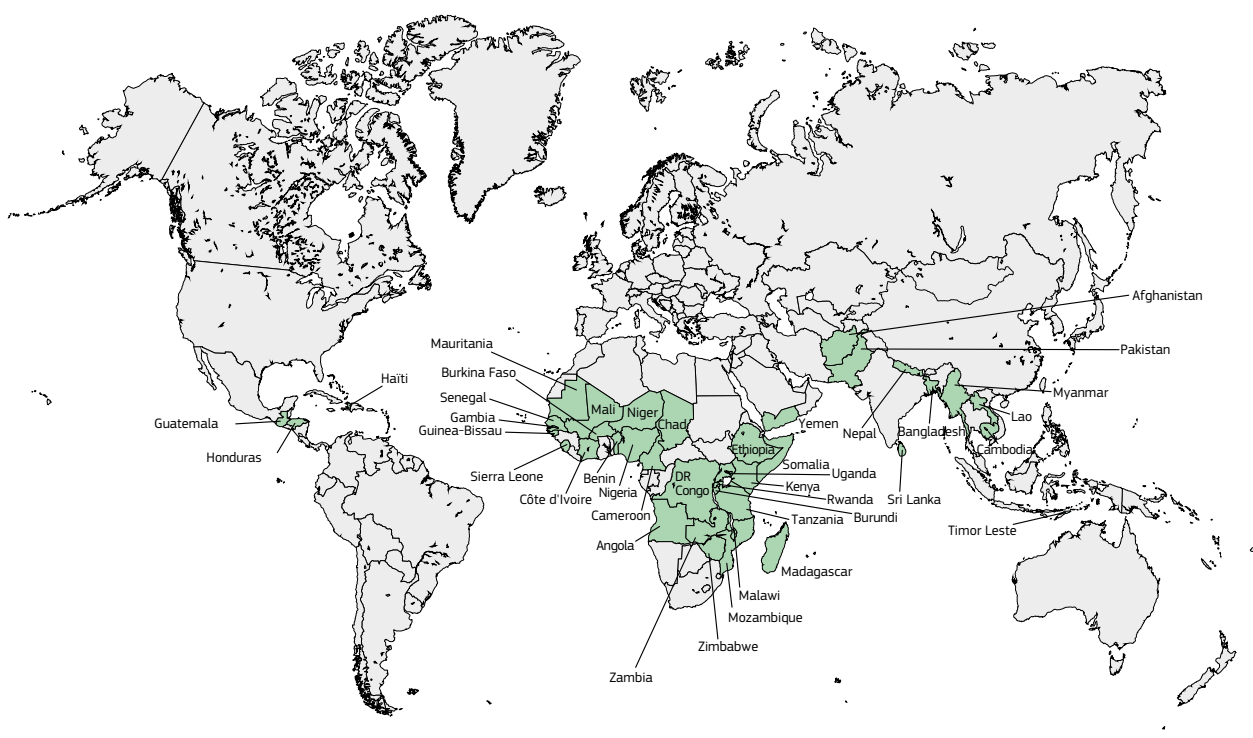 Afghanistan
Mauritania
Pakistan
Burkina Faso
Haïti
Myanmar
Senegal
Mali
Niger
Lao
Gambia
Chad
Guatemala
Yemen
Nepal
Bangladesh
Guinea-Bissau
Ethiopia
Cambodia
Honduras
Somalia
Sierra Leone
Benin
DR
Uganda
Kenya
Congo
Nigeria
Côte d'Ivoire
Rwanda
Sri Lanka
Cameroon
Burundi
Tanzania
Timor Leste
Angola
Madagascar
Malawi
Mozambique
Zimbabwe
Zambia